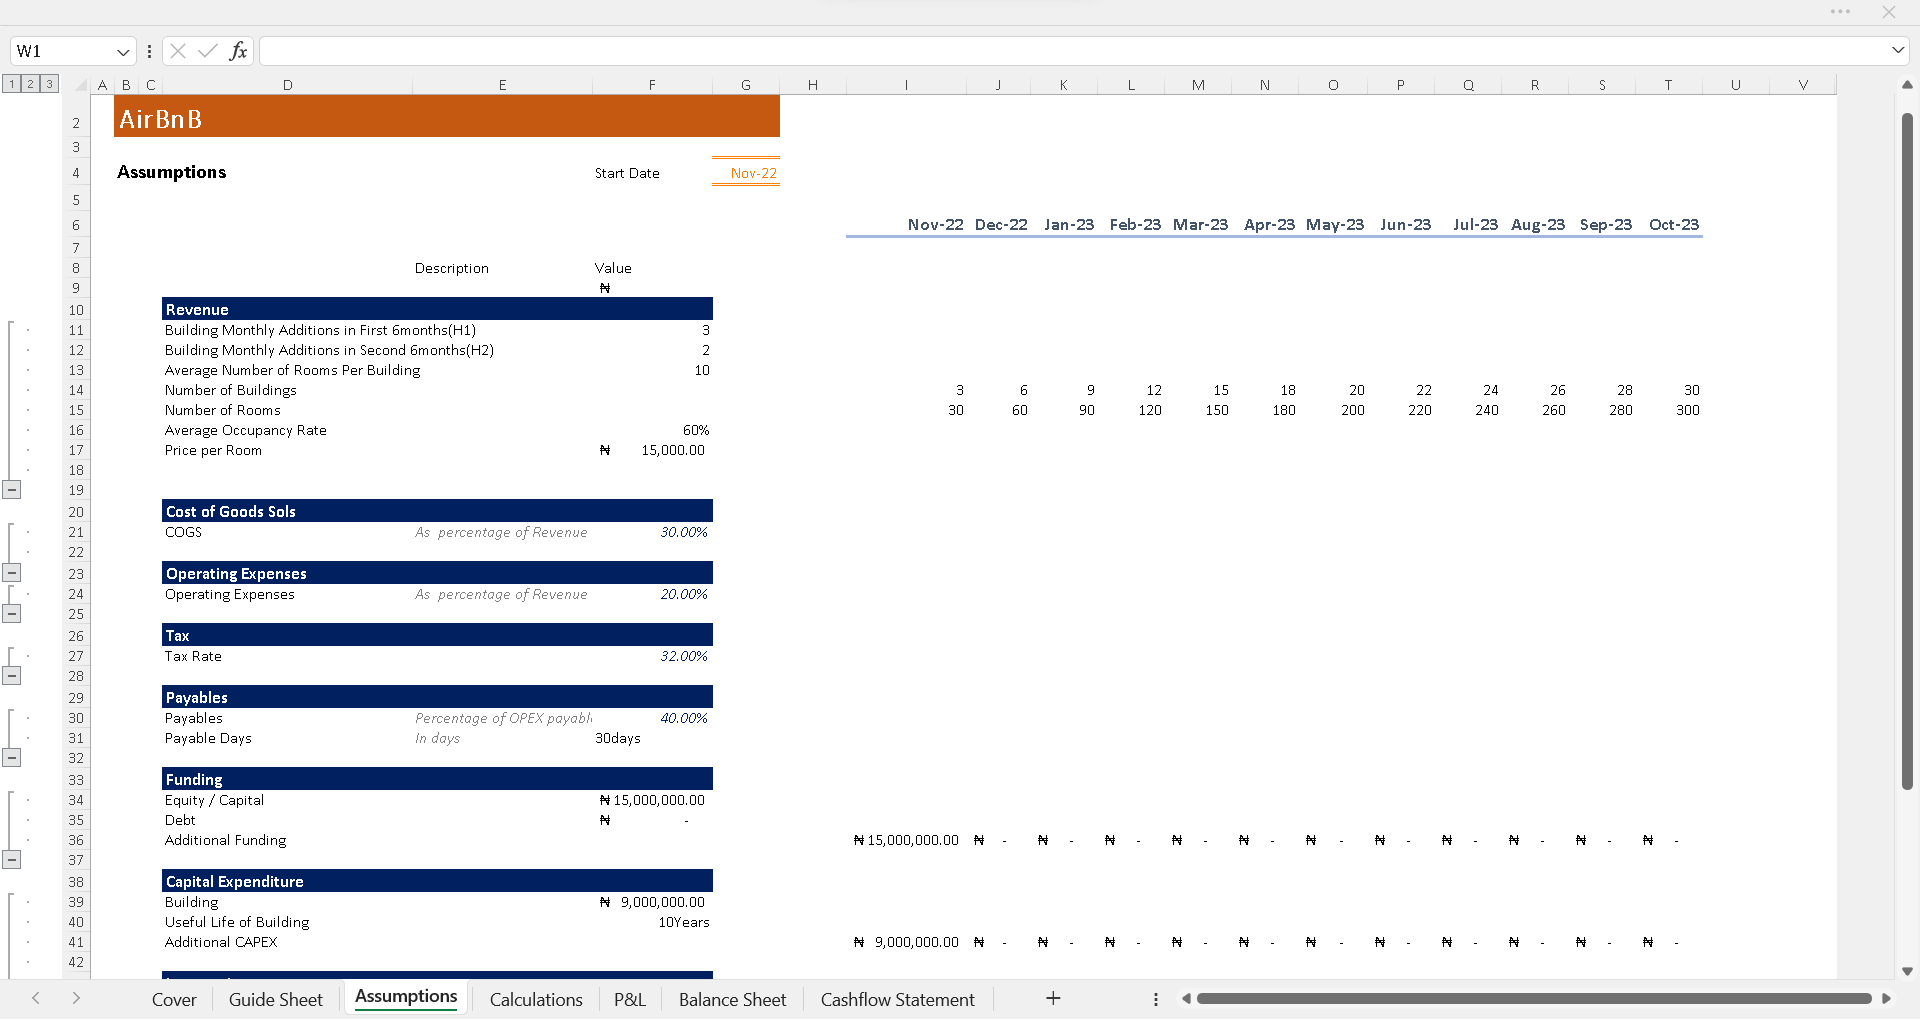 W1
fx
1 2 3
A B C D E F G H I J K L M N O P Q R S T U V
2 AirBnB
3
4 Assumptions Start Date Nov-22
5
6 Nov-22 Dec-22 Jan-23 Feb-23 Mar-23 Apr-23 May-23 Jun-23 Jul-23 Aug-23 Sep-23 Oct-23
7
8 Description Value
9 ₦
10 Revenue
11 Building Monthly Additions in First 6months(H1) 3
12 Building Monthly Additions in Second 6months(H2) 2
13 Average Number of Rooms Per Building 10
14 Number of Buildings 3 6 9 12 15 18 20 22 24 26 28 30
15 Number of Rooms 30 60 90 120 150 180 200 220 240 260 280 300
16 Average Occupancy Rate 60%
17 Price per Room ₦ 15,000.00
18
19
20 Cost of Goods Sols
21 COGS As percentage of Revenue 30.00%
22
23 Operating Expenses
24 Operating Expenses As percentage of Revenue 20.00%
25
26 Tax
27 Tax Rate 32.00%
28
29 Payables
30 Payables Percentage of OPEX 40.00%
31 Payable Days In days 30days
32
33 Funding
34 Equity / Capital ₦ 15,000,000.00
35 Debt ₦ -
36 Additional Funding ₦ 15,000,000.00 ₦ - ₦ - ₦ - ₦ - ₦ - ₦ - ₦ - ₦ - ₦ - ₦ - ₦ -
37
38 Capital Expenditure
39 Building ₦ 9,000,000.00
40 Useful Life of Building 10Years
41 Additional CAPEX ₦ 9,000,000.00 ₦ - ₦ - ₦ - ₦ - ₦ - ₦ - ₦ - ₦ - ₦ - ₦ - ₦ -
42
Cover Guide Sheet Assumptions Calculations P&L Balance Sheet Cashflow Statement